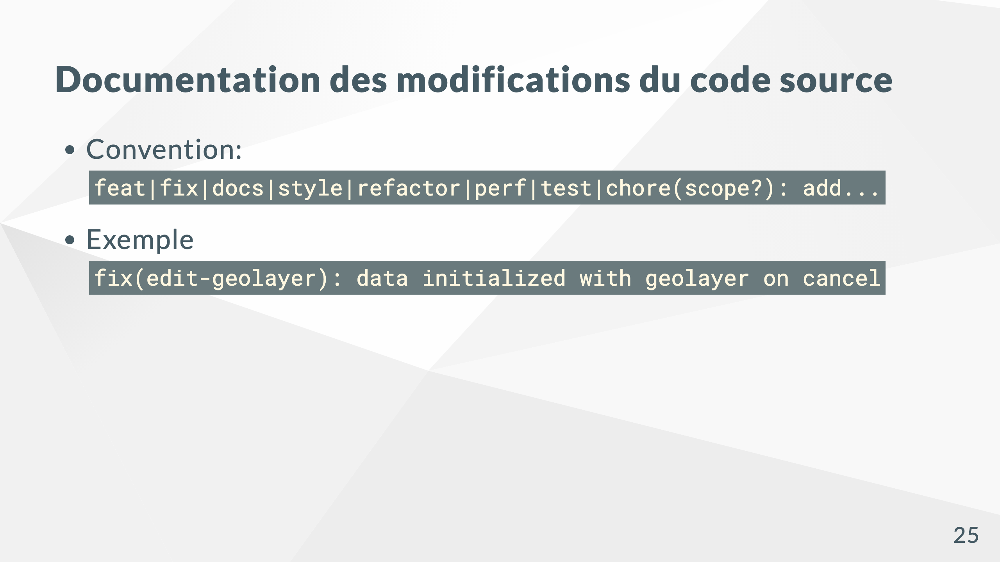 Documentation des modifications du code source
• Convention:
feat|fix|docs|style|refactor|perf|test|chore(scope?): add...
• Exemple
fix(edit-geolayer): data initialized with geolayer on cancel
25